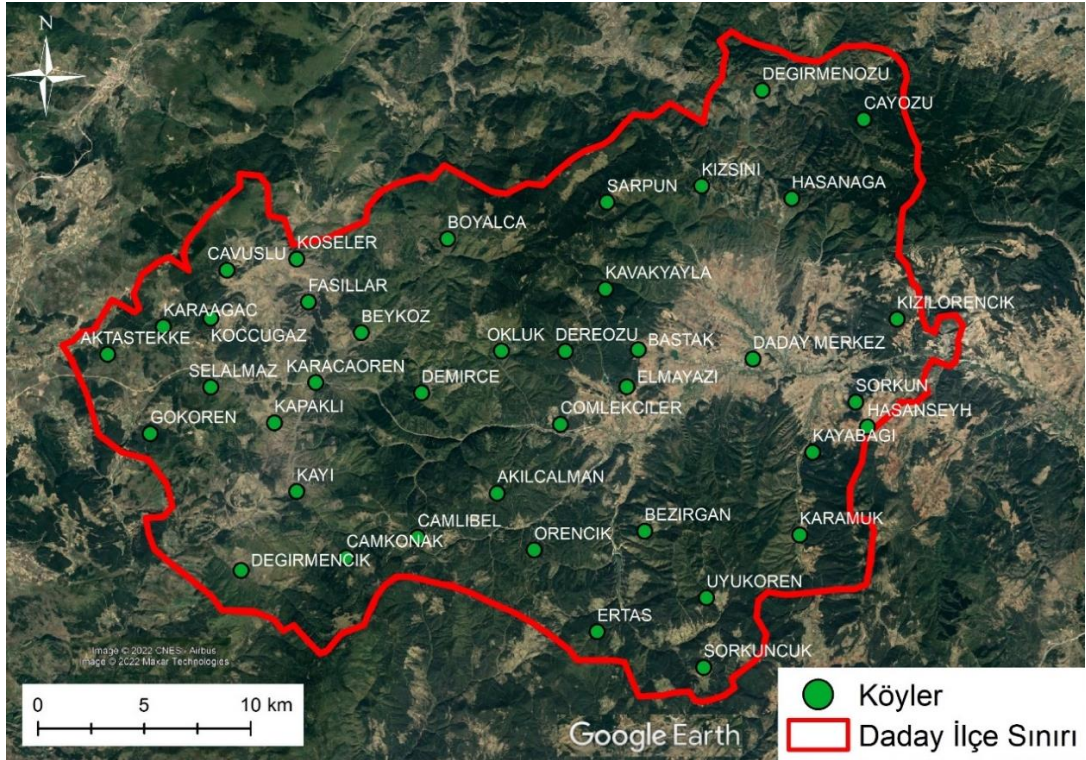 N
DEGIRMENOZU
CAYOZU
KIZSINI
SARPUN
HASANAGA
BOYALCA
KOSELER
CAVUSLU
KAVAKYAYLA
FASILLAR
KARAAGAC
KIZILORENCIK
BEYKOZ
KOCCUGAZ
AKTASTEKKE
OKLUK
DEREOZU
BASTAK
DADAY MERKEZ
SELALMAZ
KARACAOREN
DEMIRCE
ELMAYAZI
SORKUN
GOKOREN
KAPAKLI
COMLEKCILER
HASANSEYH
KAYABAGI
KAYI
AKILCALMAN
CAMLIBEL
BEZIRGAN
KARAMUK
ORENCIK
CAMKONAK
DEGIRMENCIK
UYUKOREN
ERTAS
SORKUNCUK
Image © 2022 CNES - Airbus
Image © 2022 Maxar Technologies
0 5 10 km
Google Earth
Köyler
Daday İlçe Sınırı